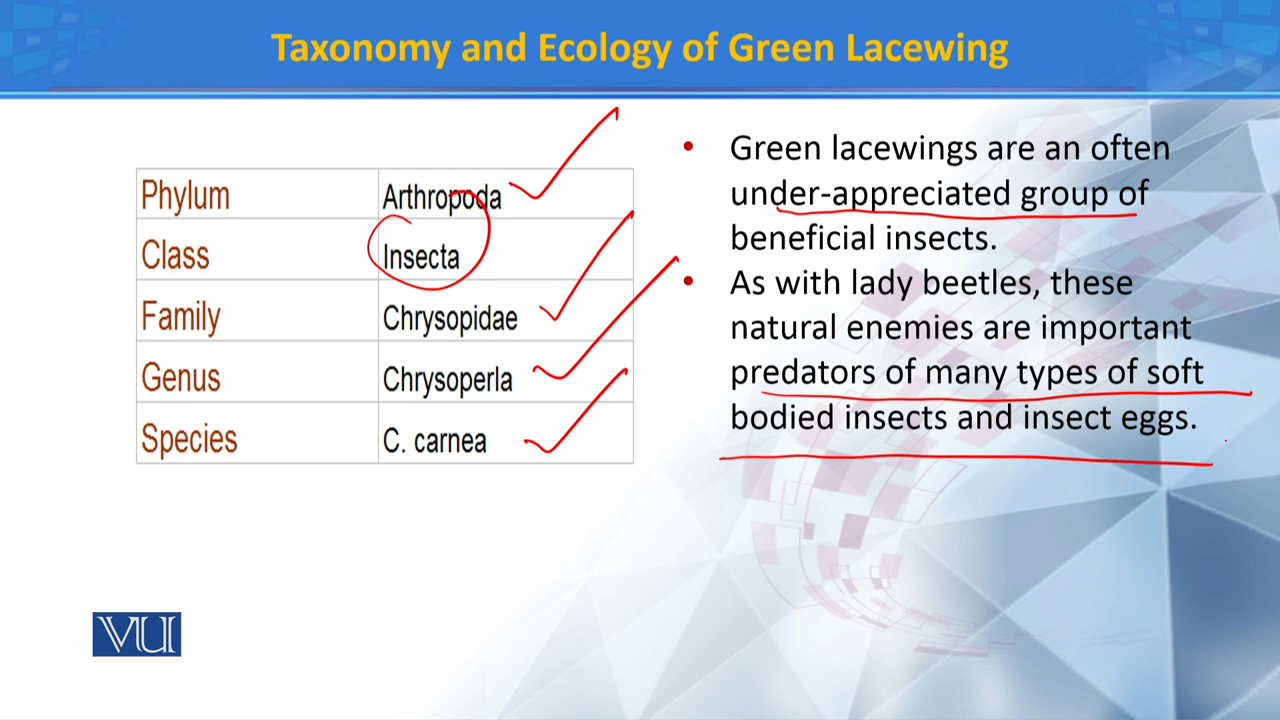 Taxonomy and Ecology of Green Lacewing
Phylum Arthropoda
Class Insecta
Family Chrysopidae
Genus Chrysoperla
Species C. carnea
• Green lacewings are an often
under-appreciated group of
beneficial insects.
• As with lady beetles, these
natural enemies are important
predators of many types of soft
bodied insects and insect eggs.
VU